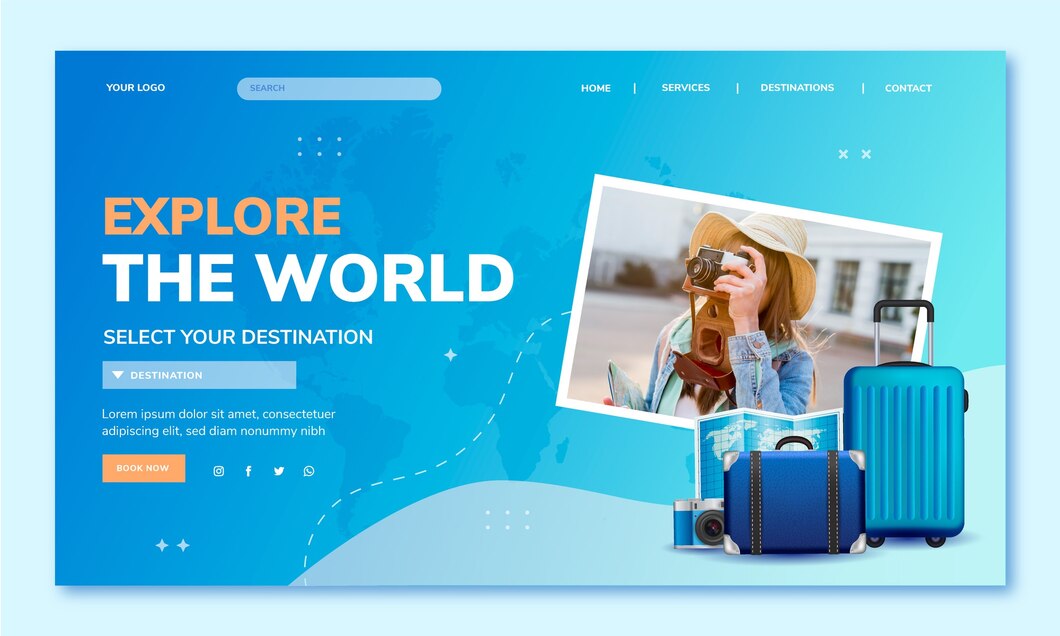 YOUR LOGO
SEARCH
HOME | SERVICES | DESTINATIONS | CONTACT
EXPLORE
THE WORLD
SELECT YOUR DESTINATION
DESTINATION
Lorem ipsum dolor sit amet, consectetuer
adipiscing elit, sed diam nonummy nibh
BOOK NOW